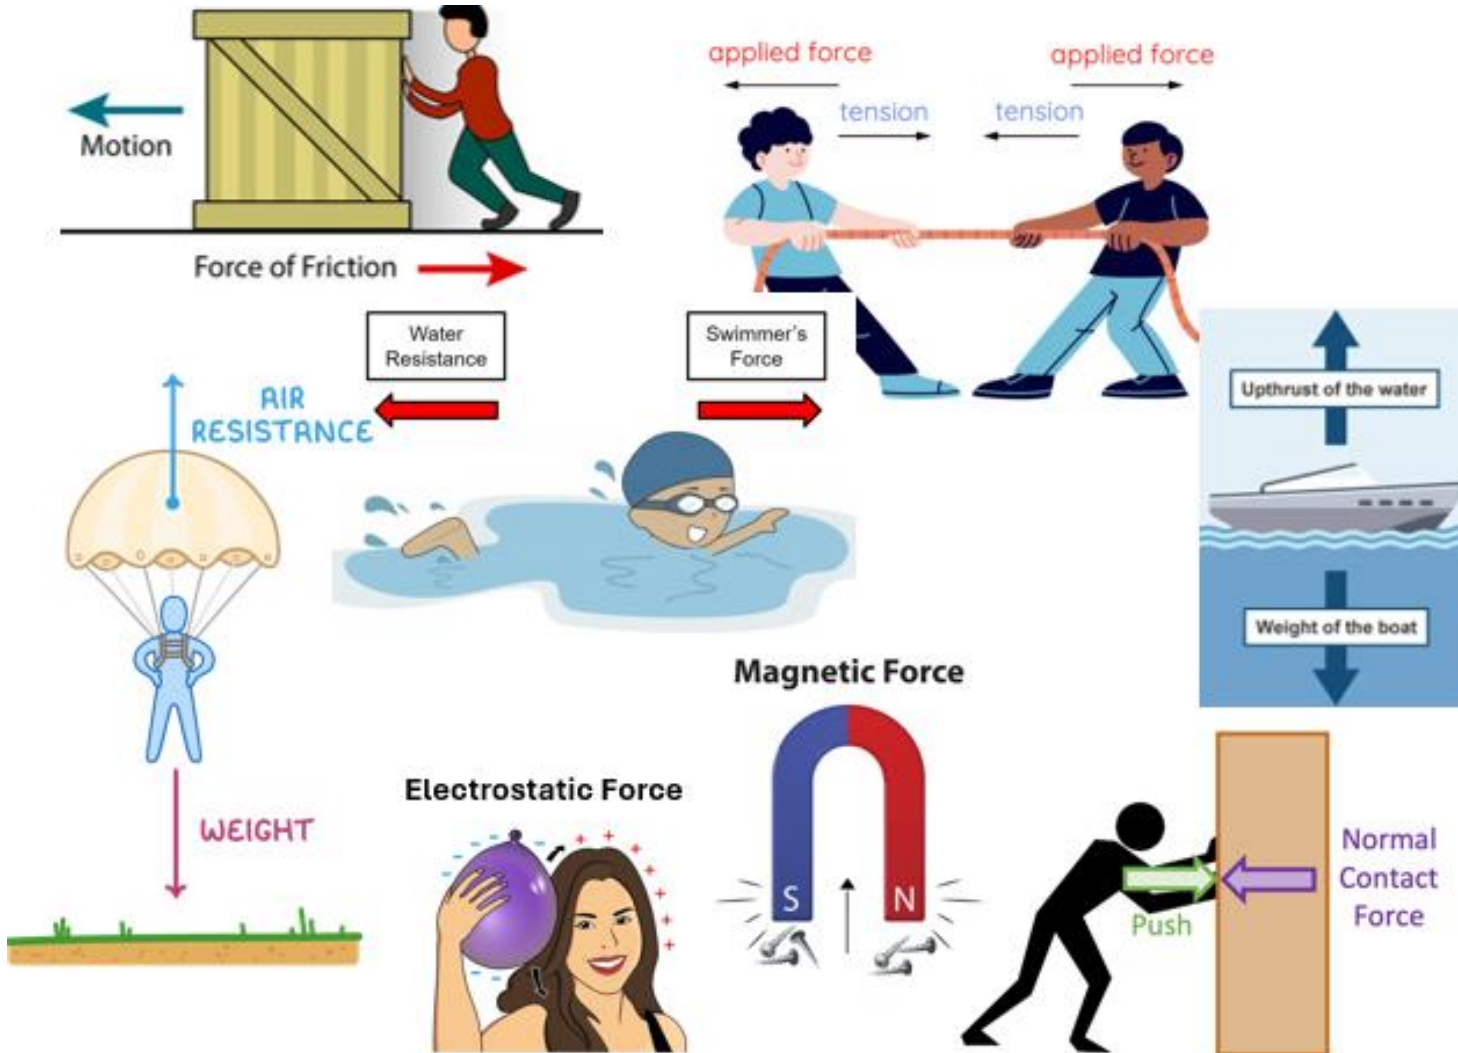 Motion
Force of Friction
applied force
applied force
tension
tension
Water
Resistance
Swimmer's
Force
AIR
RESISTANCE
WEIGHT
Upthrust of the water
Weight of the boat
Magnetic Force
S
N
Electrostatic Force
Push
Normal
Contact
Force